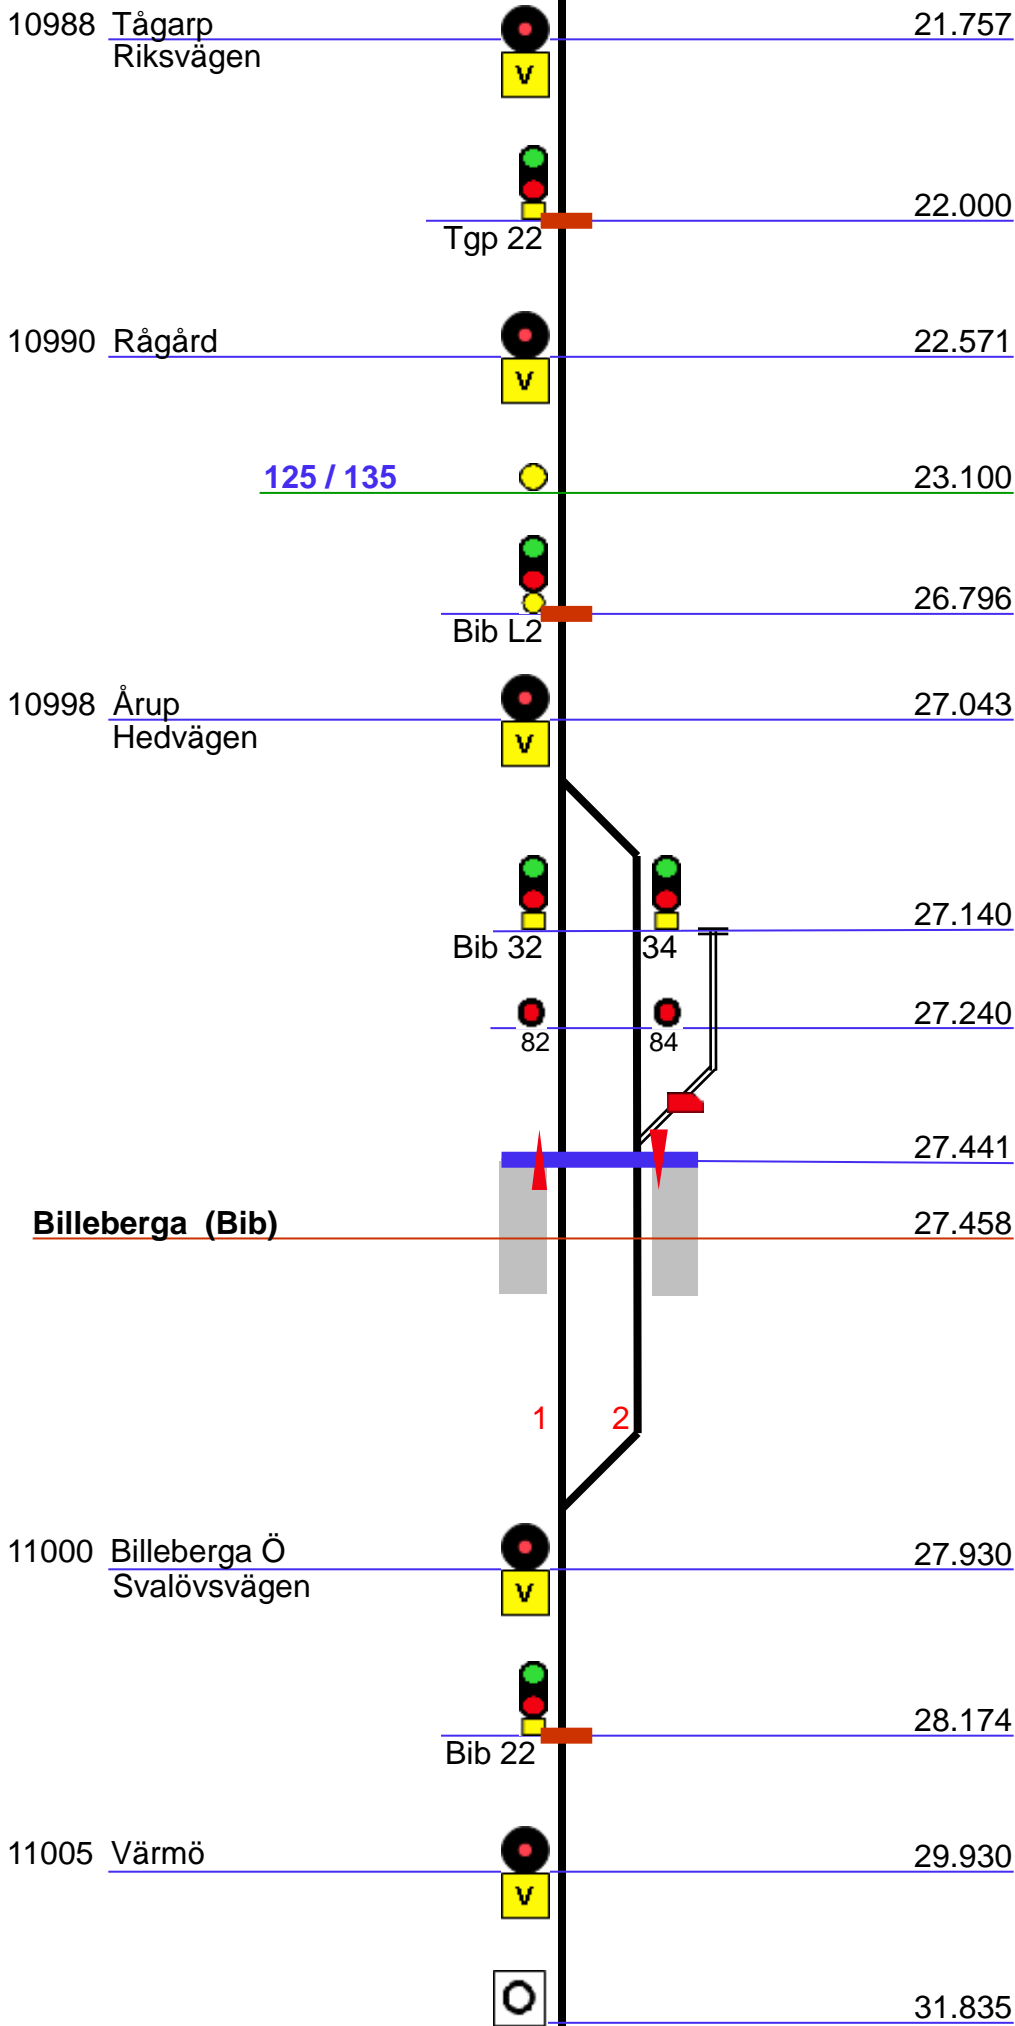 10988 Tågarp 21.757
Riksvägen
V
22.000
Tgp 22
10990 Rågård 22.571
V
125 / 135 23.100
26.796
Bib L2
10998 Årup 27.043
Hedvägen
V
27.140
Bib 32 34
27.240
82 84
27.441
Billeberga (Bib) 27.458
1 2
11000 Billeberga Ö 27.930
Svalövsvägen
V
28.174
Bib 22
11005 Värmö 29.930
V
O 31.835